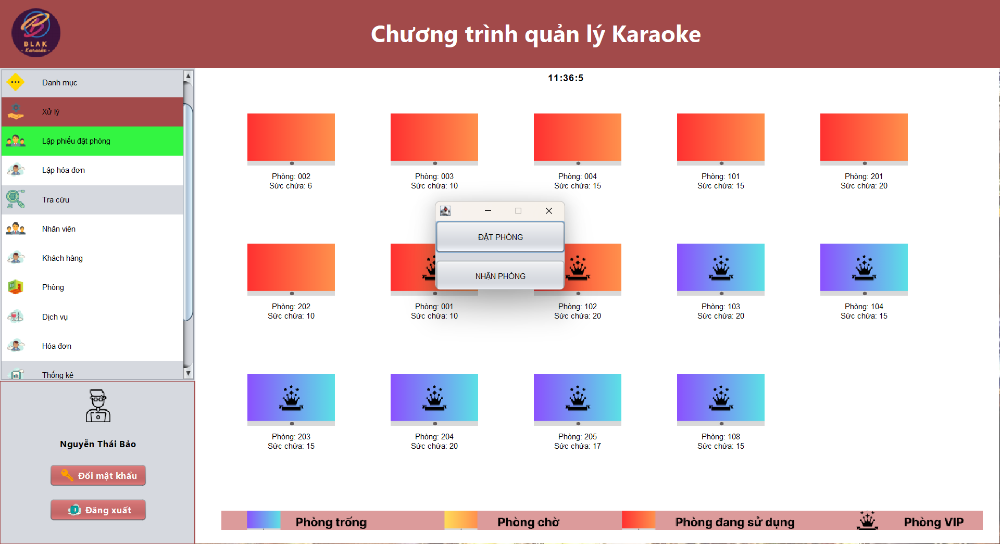 BLAK
- Karaoke -
Chương trình quản lý Karaoke
Danh mục
Xử lý
Lập phiếu đặt phòng
Lập hóa đơn
Tra cứu
Nhân viên
Khách hàng
Phòng
Dịch vụ
Hóa đơn
Thống kê
Nguyễn Thái Bảo
Đổi mật khẩu
Đăng xuất
11:36:5
Phòng: 002
Sức chứa: 6
Phòng: 003
Sức chứa: 10
Phòng: 004
Sức chứa: 15
Phòng: 101
Sức chứa: 15
Phòng: 201
Sức chứa: 20
ĐẶT PHÒNG
NHẬN PHÒNG
Phòng: 202
Sức chứa: 10
Phòng: 001
Sức chứa: 10
Phòng: 102
Sức chứa: 20
Phòng: 103
Sức chứa: 20
Phòng: 104
Sức chứa: 15
Phòng: 203
Sức chứa: 15
Phòng: 204
Sức chứa: 20
Phòng: 205
Sức chứa: 17
Phòng: 108
Sức chứa: 15
Phòng trống
Phòng chờ
Phòng đang sử dụng
Phòng VIP